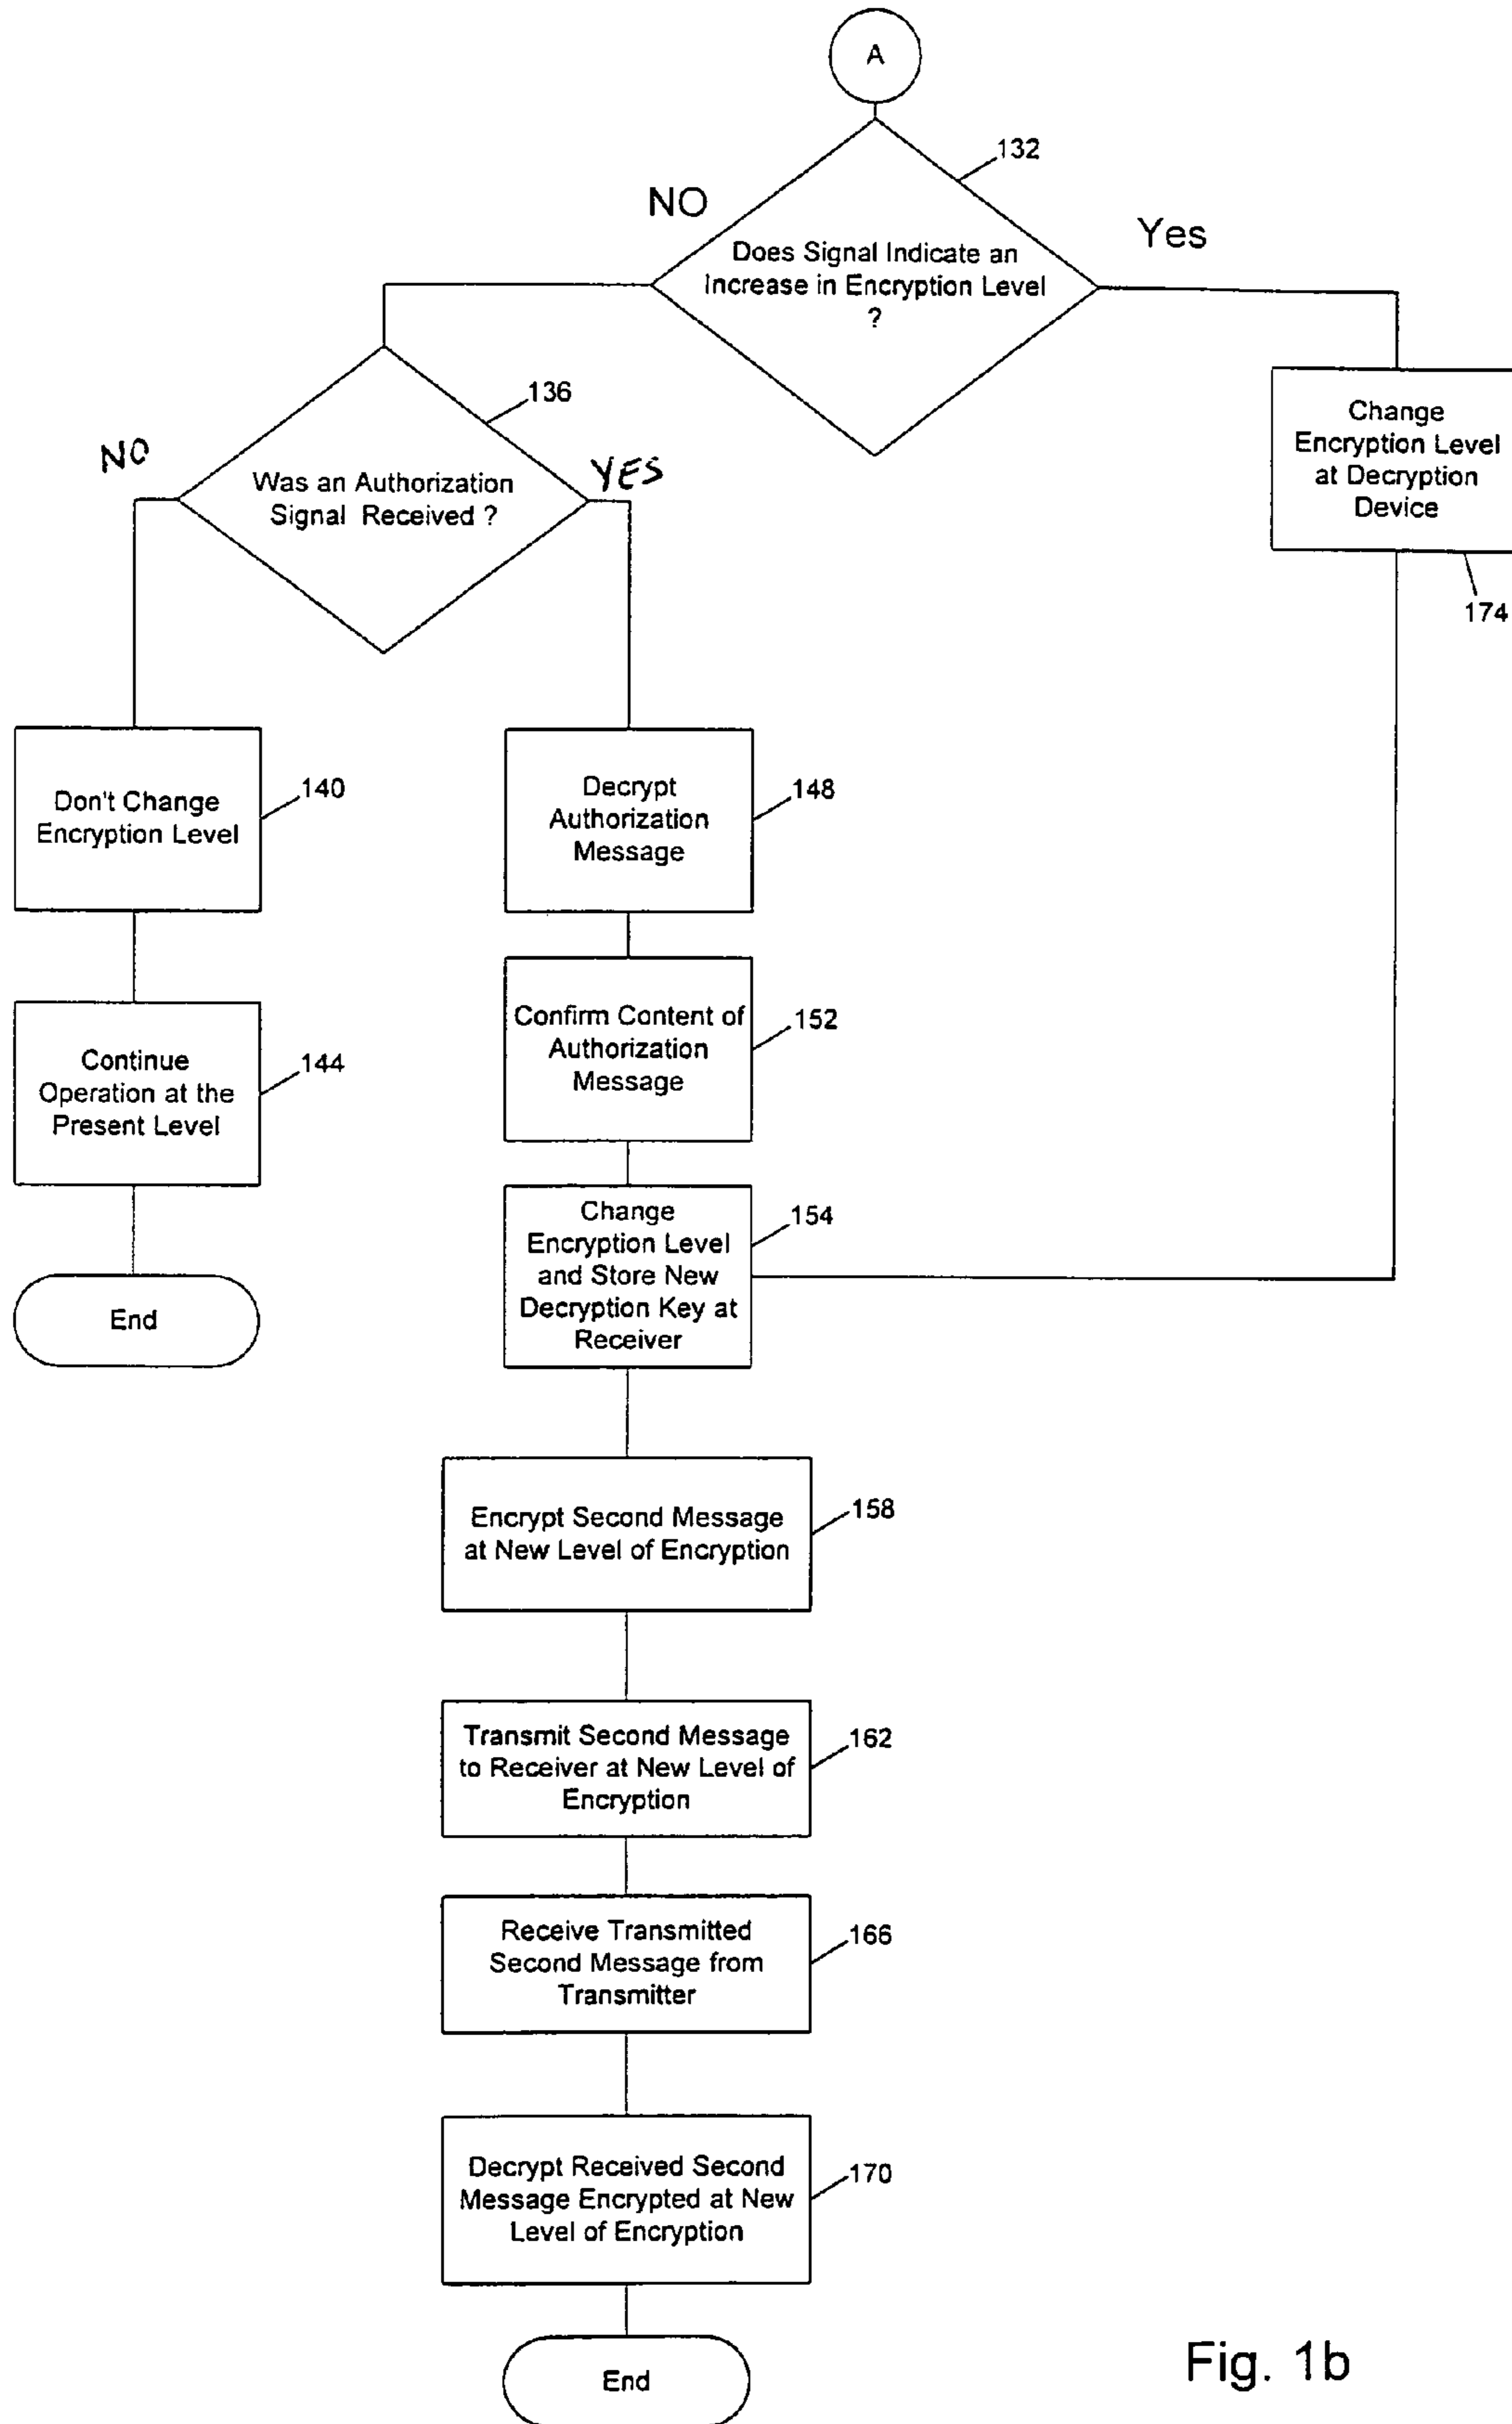 A
132
NO
Yes
Does Signal Indicate an
Increase in Encryption Level
?
136
NO
YES
Was an Authorization
Signal Received ?
Change
Encryption Level
at Decryption
Device
174
Don't Change
Encryption Level
140
Decrypt
Authorization
Message
148
Continue
Operation at the
Present Level
144
Confirm Content of
Authorization
Message
152
Change
Encryption Level
and Store New
Decryption Key at
Receiver
154
End
Encrypt Second Message
at New Level of Encryption
158
Transmit Second Message
to Receiver at New Level of
Encryption
162
Receive Transmitted
Second Message from
Transmitter
166
Decrypt Received Second
Message Encrypted at New
Level of Encryption
170
End
Fig. 1b